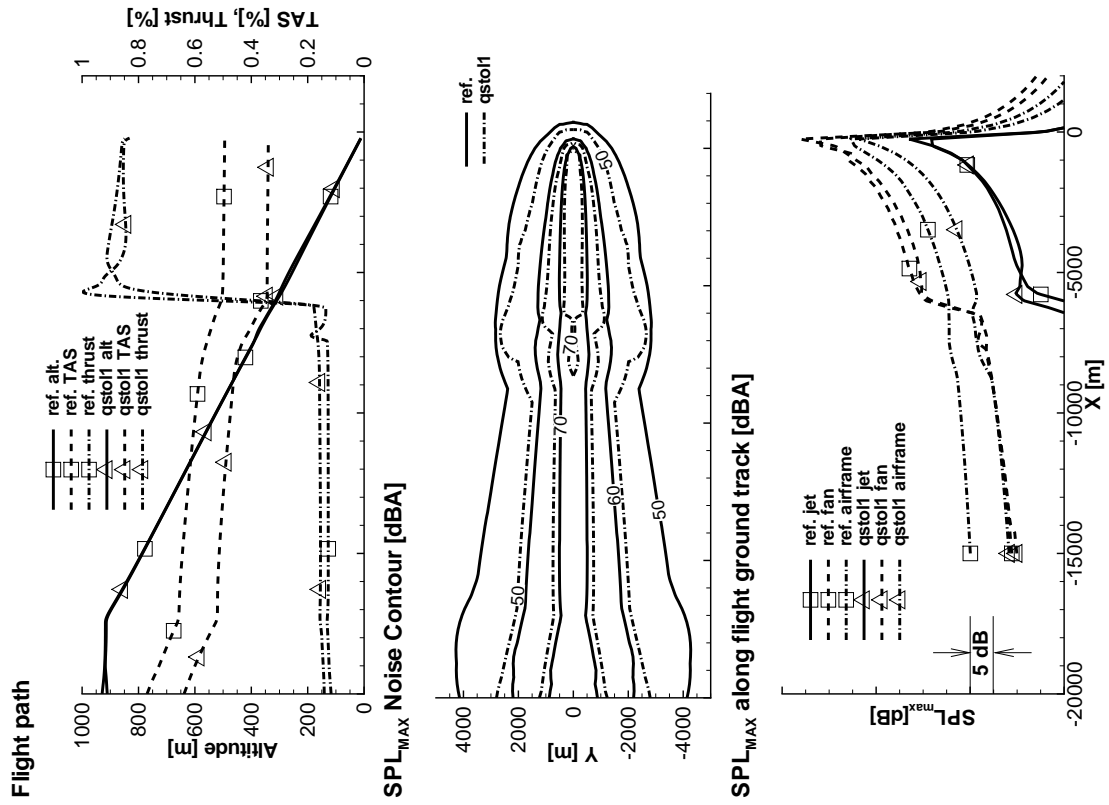 Flight path
TAS [%], Thrust [%]
1
0.8
0.6
0.4
0.2
0
1000
800
600
400
200
0
Altitude [m]
ref. alt.
ref. TAS
ref. thrust
qstol1 alt
qstol1 TAS
qstol1 thrust
SPL_MAX Noise Contour [dBA]
ref.
qstol1
4000
2000
0
-2000
-4000
Y [m]
50
50
60
70
70
50
SPL_MAX along flight ground track [dBA]
ref. jet
ref. fan
ref. airframe
qstol1 jet
qstol1 fan
qstol1 airframe
5 dB
SPL_max[dB]
-20000
-15000
-10000
-5000
0
X [m]